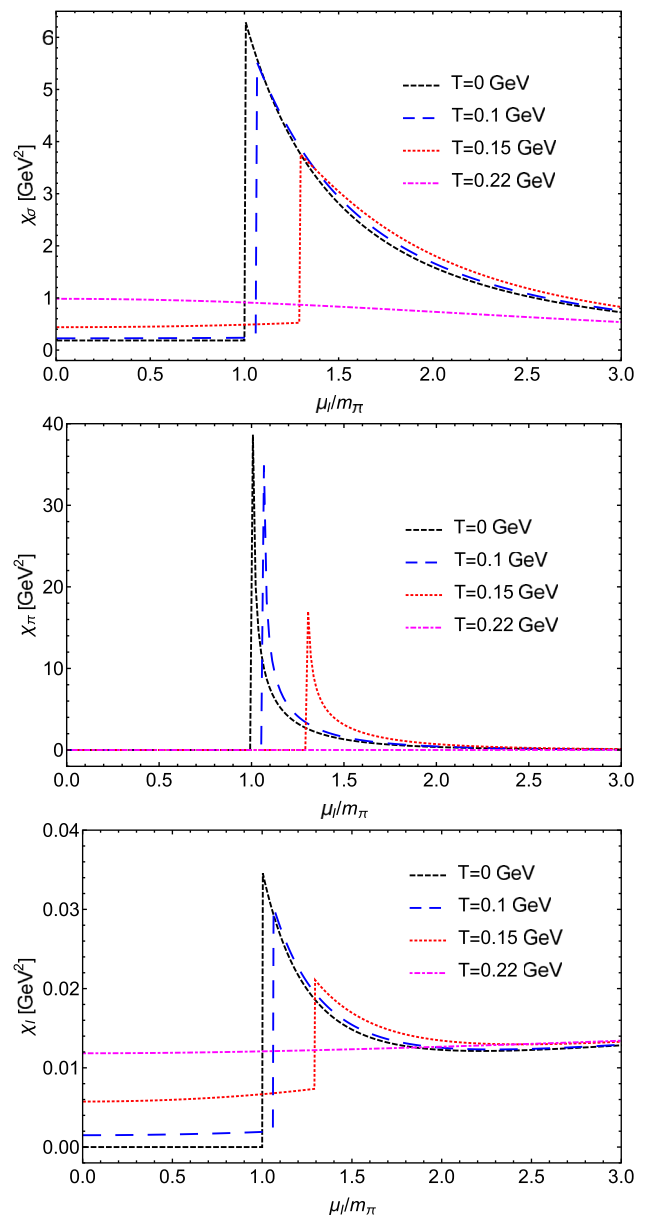 χσ [GeV²]
6
5
4
3
2
1
0
T=0 GeV
T=0.1 GeV
T=0.15 GeV
T=0.22 GeV
0.0 0.5 1.0 1.5 2.0 2.5 3.0
μI/mπ
χπ [GeV²]
40
30
20
10
0
T=0 GeV
T=0.1 GeV
T=0.15 GeV
T=0.22 GeV
0.0 0.5 1.0 1.5 2.0 2.5 3.0
μI/mπ
χI [GeV²]
0.04
0.03
0.02
0.01
0.00
T=0 GeV
T=0.1 GeV
T=0.15 GeV
T=0.22 GeV
0.0 0.5 1.0 1.5 2.0 2.5 3.0
μI/mπ